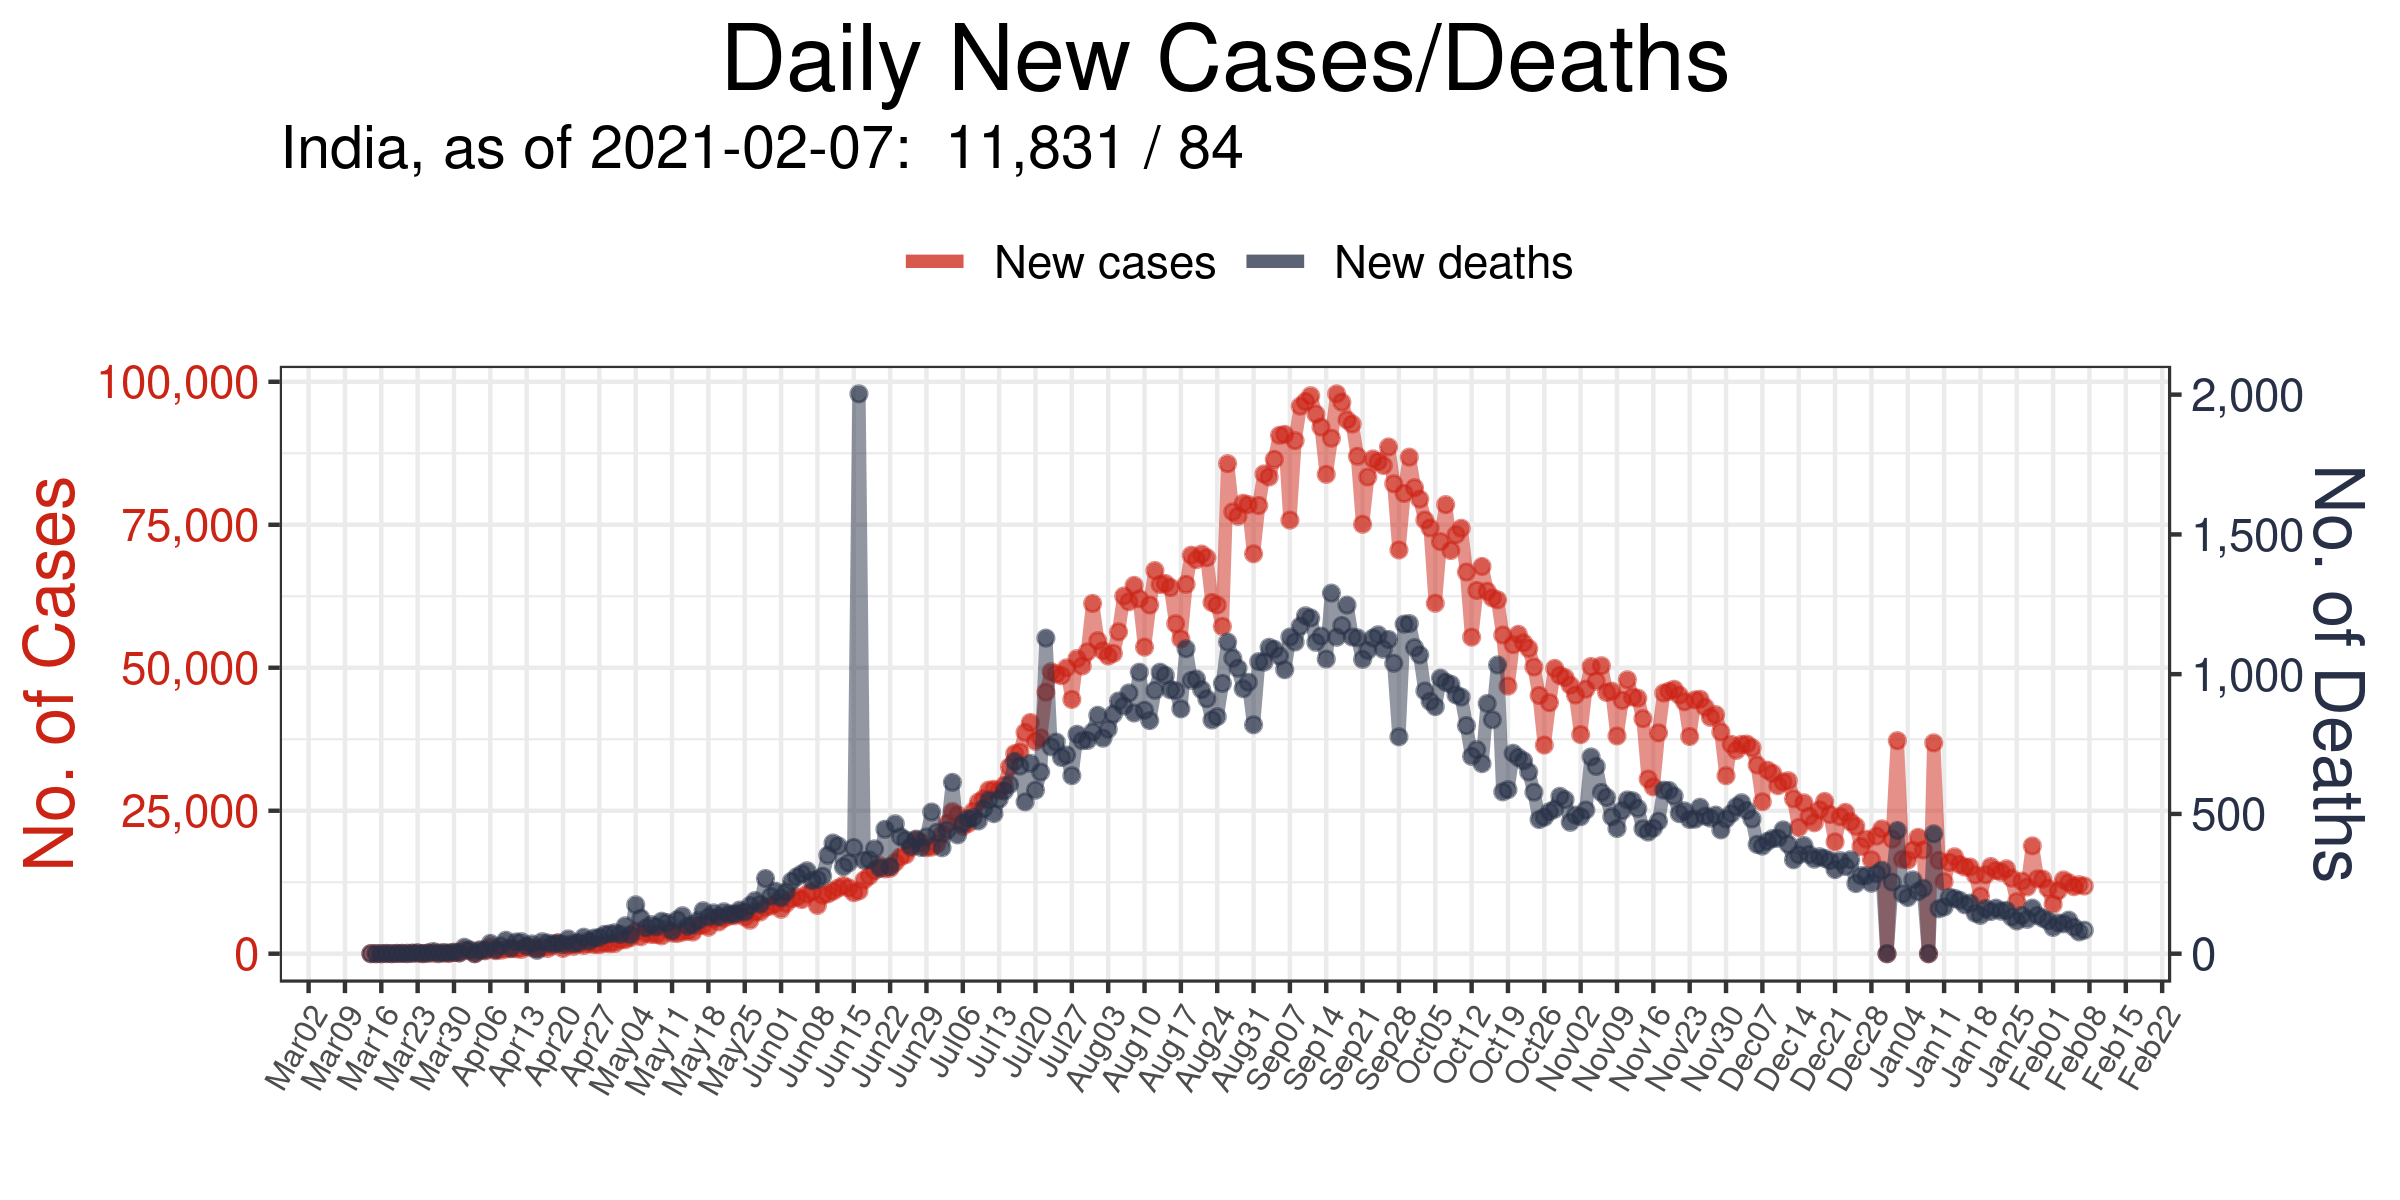 Daily New Cases/Deaths
India, as of 2021-02-07:  11,831 / 84
New cases
New deaths
No. of Cases
100,000
75,000
50,000
25,000
0
2,000
1,500
1,000
500
0
No. of Deaths
Mar02
Mar09
Mar16
Mar23
Mar30
Apr06
Apr13
Apr20
Apr27
May04
May11
May18
May25
Jun01
Jun08
Jun15
Jun22
Jun29
Jul06
Jul13
Jul20
Jul27
Aug03
Aug10
Aug17
Aug24
Aug31
Sep07
Sep14
Sep21
Sep28
Oct05
Oct12
Oct19
Oct26
Nov02
Nov09
Nov16
Nov23
Nov30
Dec07
Dec14
Dec21
Dec28
Jan04
Jan11
Jan18
Jan25
Feb01
Feb08
Feb15
Feb22